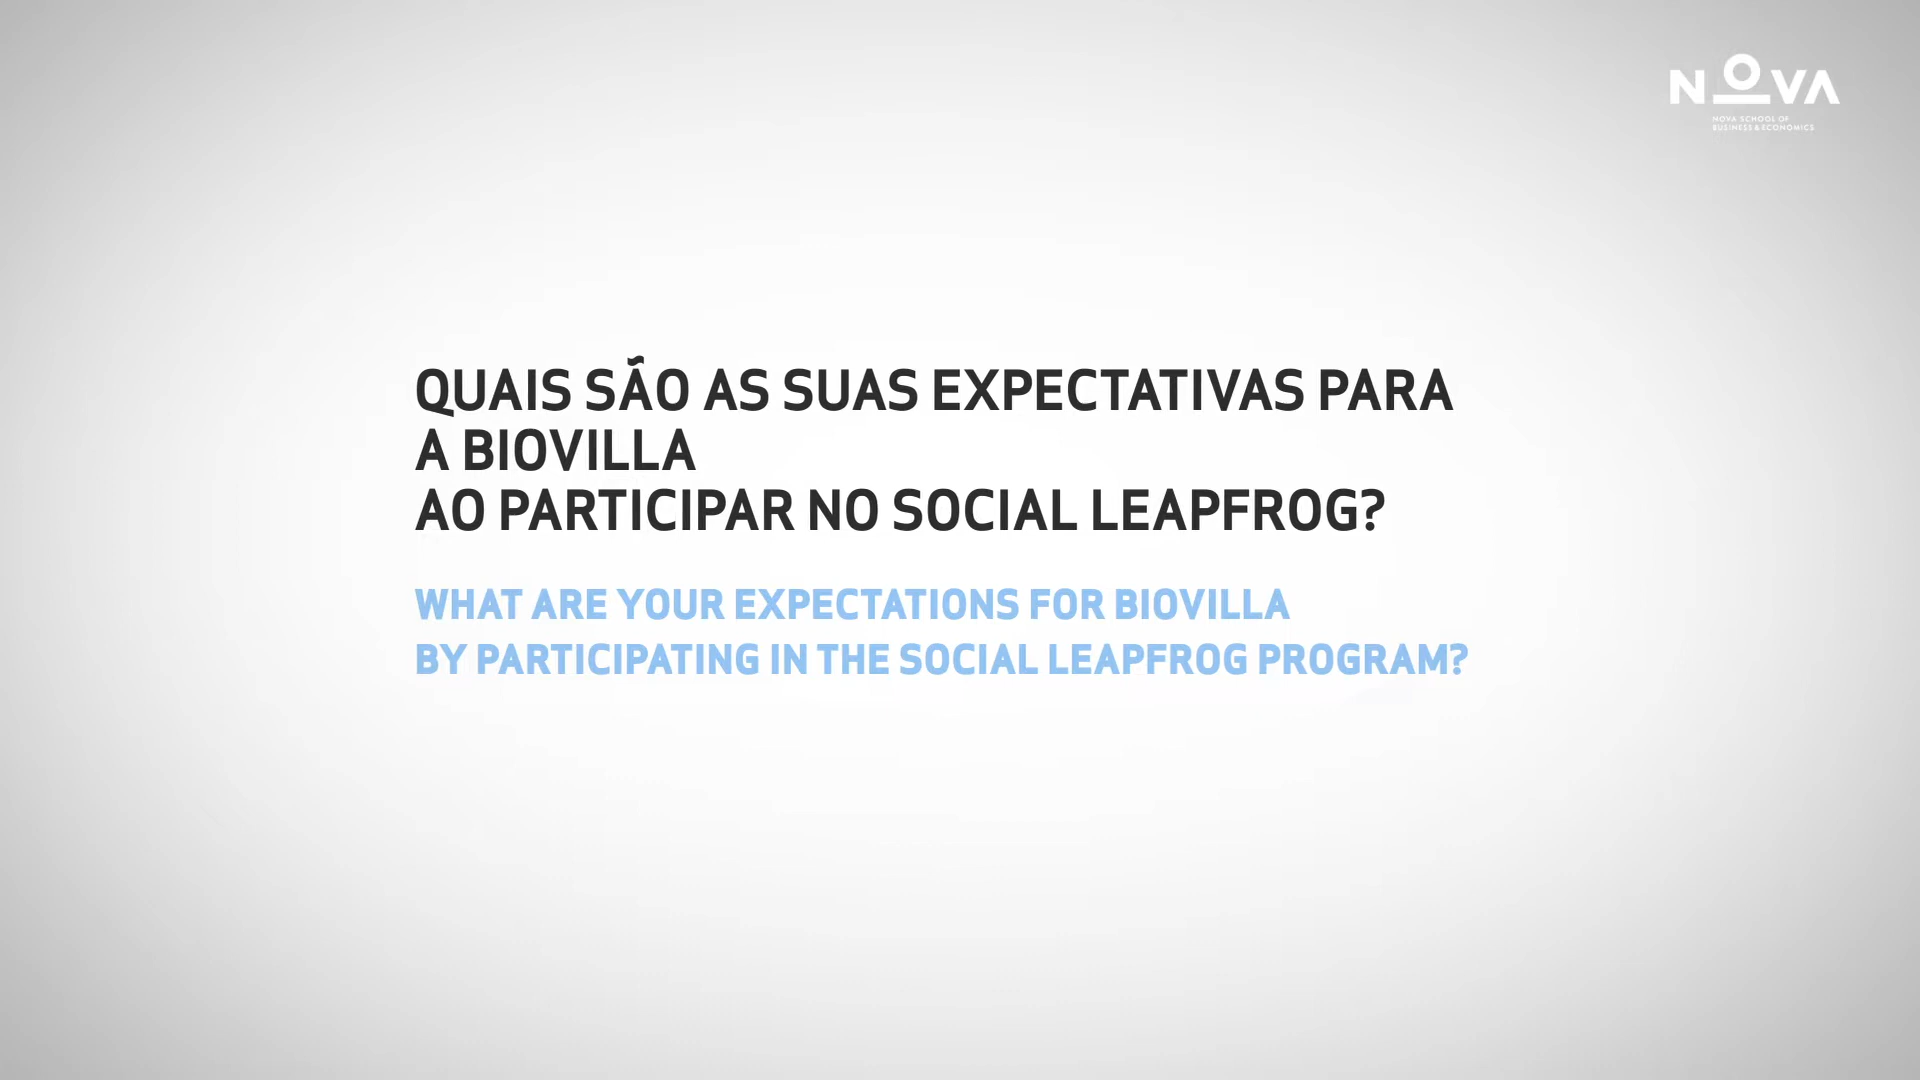 NOVA
NOVA SCHOOL OF
BUSINESS & ECONOMICS
QUAIS SÃO AS SUAS EXPECTATIVAS PARA
A BIOVILLA
AO PARTICIPAR NO SOCIAL LEAPFROG?
WHAT ARE YOUR EXPECTATIONS FOR BIOVILLA
BY PARTICIPATING IN THE SOCIAL LEAPFROG PROGRAM?